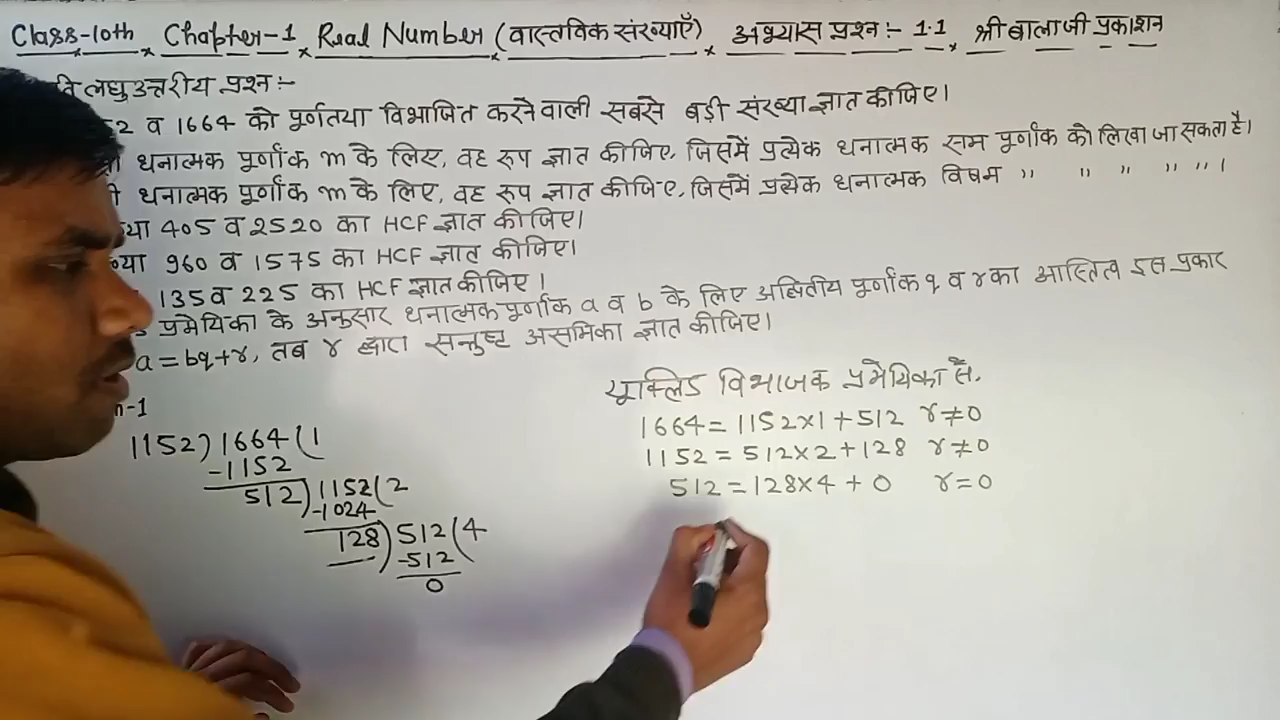 Class-10th Chapter-1 Real Number (वास्तविक संख्याएँ) अभ्यास प्रश्न :- 1.1 श्री बालाजी प्रकाशन
लघु उत्तरीय प्रश्न :-
52 व 1664 को पूर्णतया विभाजित करने वाली सबसे बड़ी संख्या ज्ञात कीजिए।
धनात्मक पूर्णांक m के लिए, वह रूप ज्ञात कीजिए, जिसमें प्रत्येक धनात्मक सम पूर्णांक को लिखा जा सकता है।
धनात्मक पूर्णांक m के लिए, वह रूप ज्ञात कीजिए, जिसमें प्रत्येक धनात्मक विषम " " " " " ।
या 405 व 2520 का HCF ज्ञात कीजिए।
या 960 व 1575 का HCF ज्ञात कीजिए।
135 व 225 का HCF ज्ञात कीजिए।
प्रमेयिका के अनुसार धनात्मक पूर्णांक a व b के लिए अद्वितीय पूर्णांक q व r का अस्तित्व इस प्रकार
a = bq + r, तब r द्वारा सन्तुष्ट असमिका ज्ञात कीजिए।
n-1
1152) 1664 (1
-1152
512) 1152 (2
-1024
128) 512 (4
-512
0
यूक्लिड विभाजक प्रमेयिका से,
1664 = 1152×1 + 512 r≠0
1152 = 512×2 + 128 r≠0
512 = 128×4 + 0 r=0